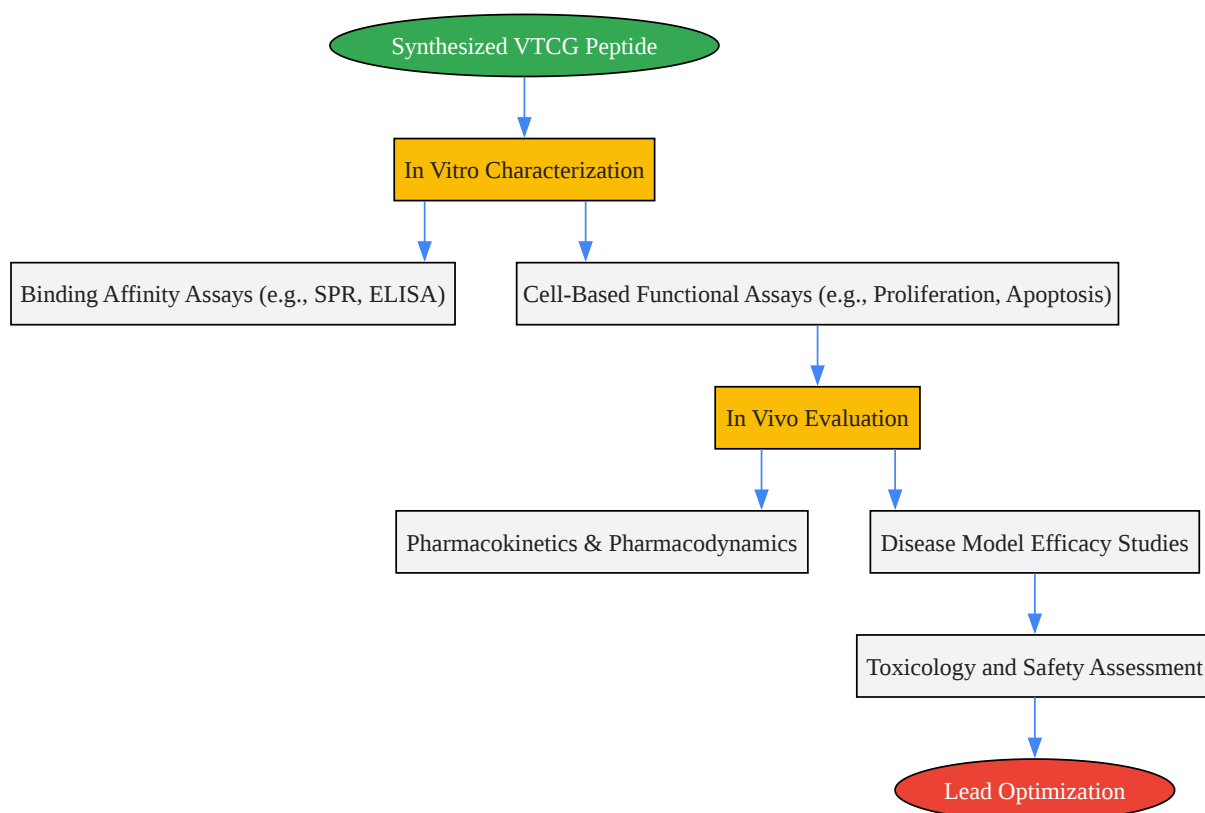 Synthesized VTCG Peptide
In Vitro Characterization
Binding Affinity Assays (e.g., SPR, ELISA)
Cell-Based Functional Assays (e.g., Proliferation, Apoptosis)
In Vivo Evaluation
Pharmacokinetics & Pharmacodynamics
Disease Model Efficacy Studies
Toxicology and Safety Assessment
Lead Optimization